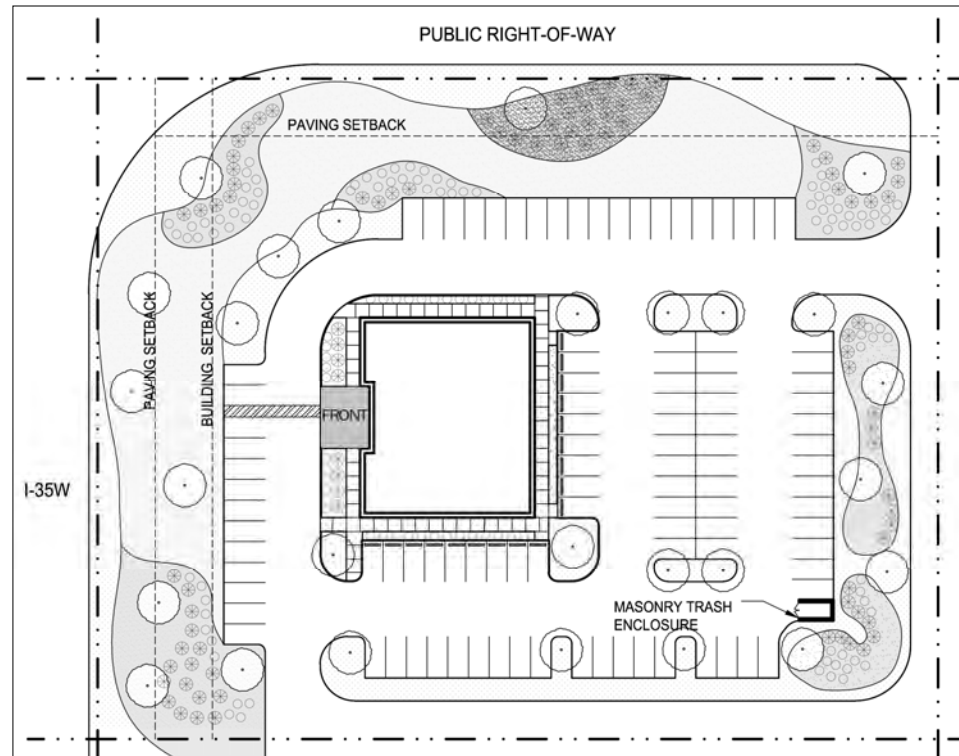 PUBLIC RIGHT-OF-WAY
PAVING SETBACK
PAVING SETBACK
BUILDING SETBACK
FRONT
I-35W
MASONRY TRASH
ENCLOSURE